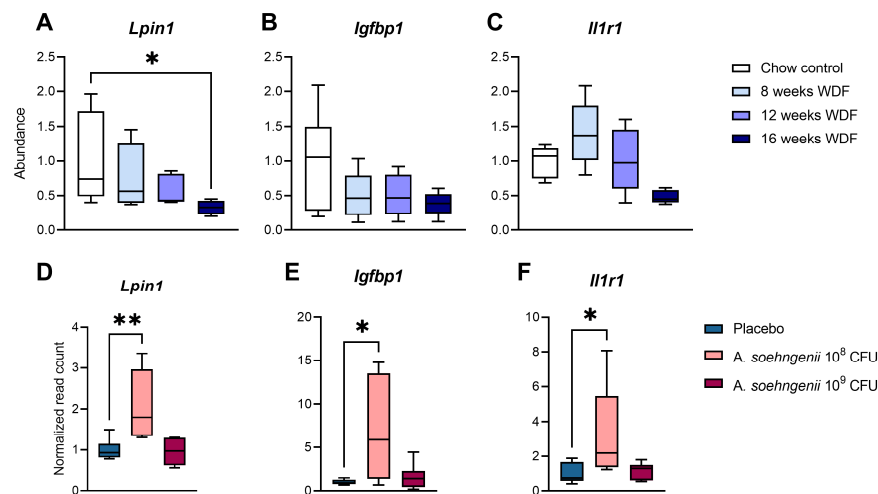 A
Lpin1
B
Igfbp1
C
Il1r1
Abundance
2.5
2.0
1.5
1.0
0.5
0.0
*
2.5
2.0
1.5
1.0
0.5
0.0
2.5
2.0
1.5
1.0
0.5
0.0
Chow control
8 weeks WDF
12 weeks WDF
16 weeks WDF
D
Lpin1
E
Igfbp1
F
Il1r1
Normalized read count
4
3
2
1
0
**
20
15
10
5
0
*
10
8
6
4
2
0
*
Placebo
A. soehngenii 10⁸ CFU
A. soehngenii 10⁹ CFU